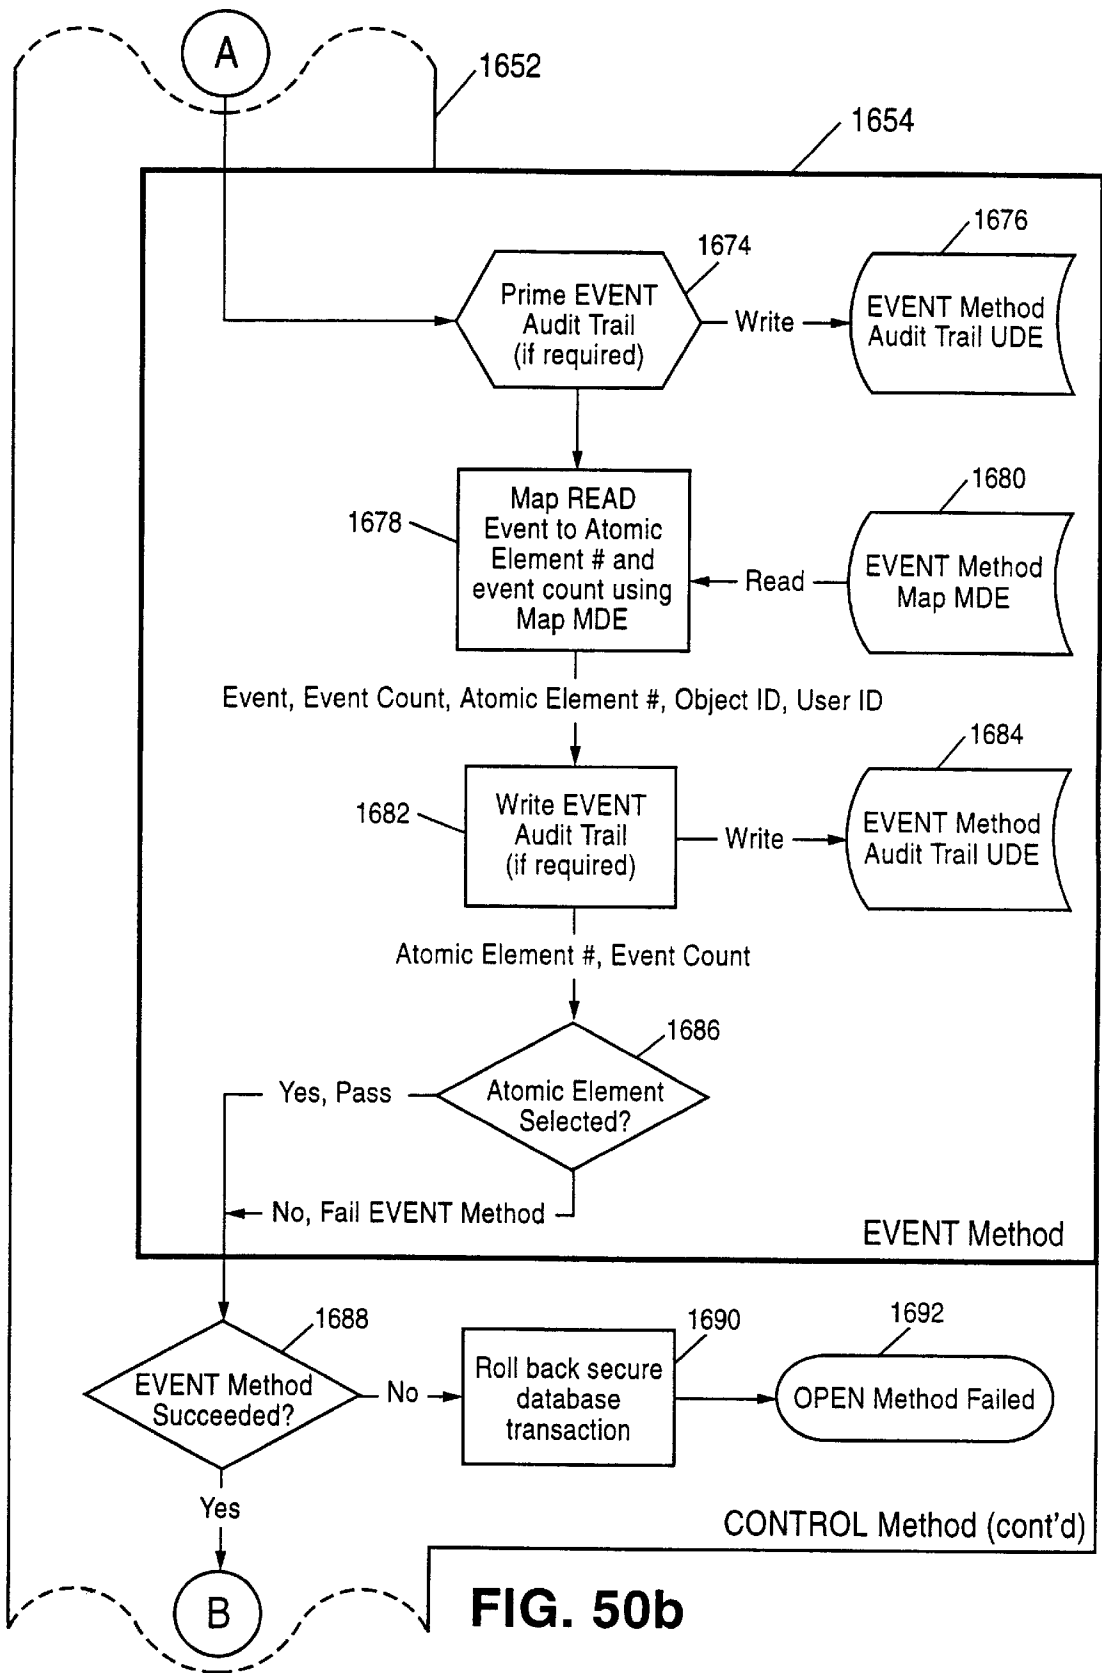 A
1652
1654
1674
1676
Prime EVENT
Audit Trail
(if required)
Write
EVENT Method
Audit Trail UDE
1678
Map READ
Event to Atomic
Element # and
event count using
Map MDE
Read
1680
EVENT Method
Map MDE
Event, Event Count, Atomic Element #, Object ID, User ID
1682
Write EVENT
Audit Trail
(if required)
Write
1684
EVENT Method
Audit Trail UDE
Atomic Element #, Event Count
1686
Atomic Element
Selected?
Yes, Pass
No, Fail EVENT Method
EVENT Method
1688
EVENT Method
Succeeded?
No
1690
Roll back secure
database
transaction
1692
OPEN Method Failed
Yes
CONTROL Method (cont'd)
B
FIG. 50b